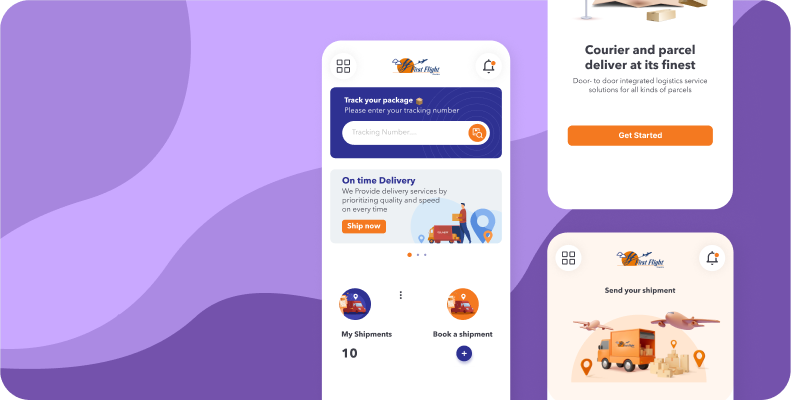 First Flight
Track your package
Please enter your tracking number
Tracking Number...
On time Delivery
We Provide delivery services by
prioritizing quality and speed
on every time
Ship now
My Shipments
Book a shipment
10
Courier and parcel
deliver at its finest
Door- to door integrated logistics service
solutions for all kinds of parcels
Get Started
First Flight
Send your shipment